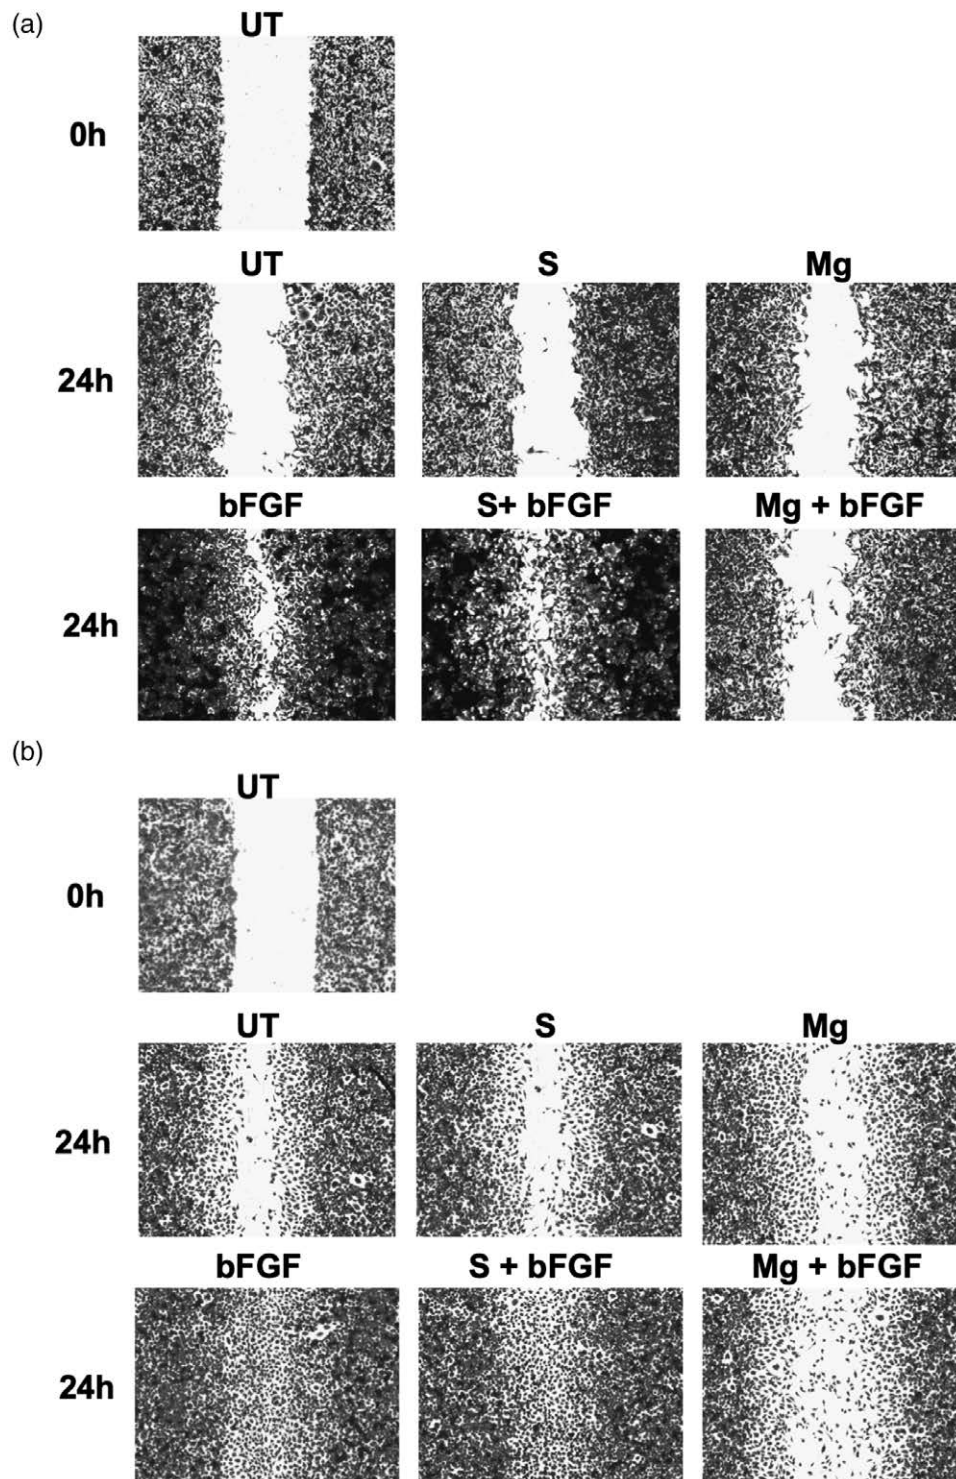 (a)
UT
0h
UT S Mg
24h
bFGF S+ bFGF Mg + bFGF
24h
(b)
UT
0h
UT S Mg
24h
bFGF S + bFGF Mg + bFGF
24h